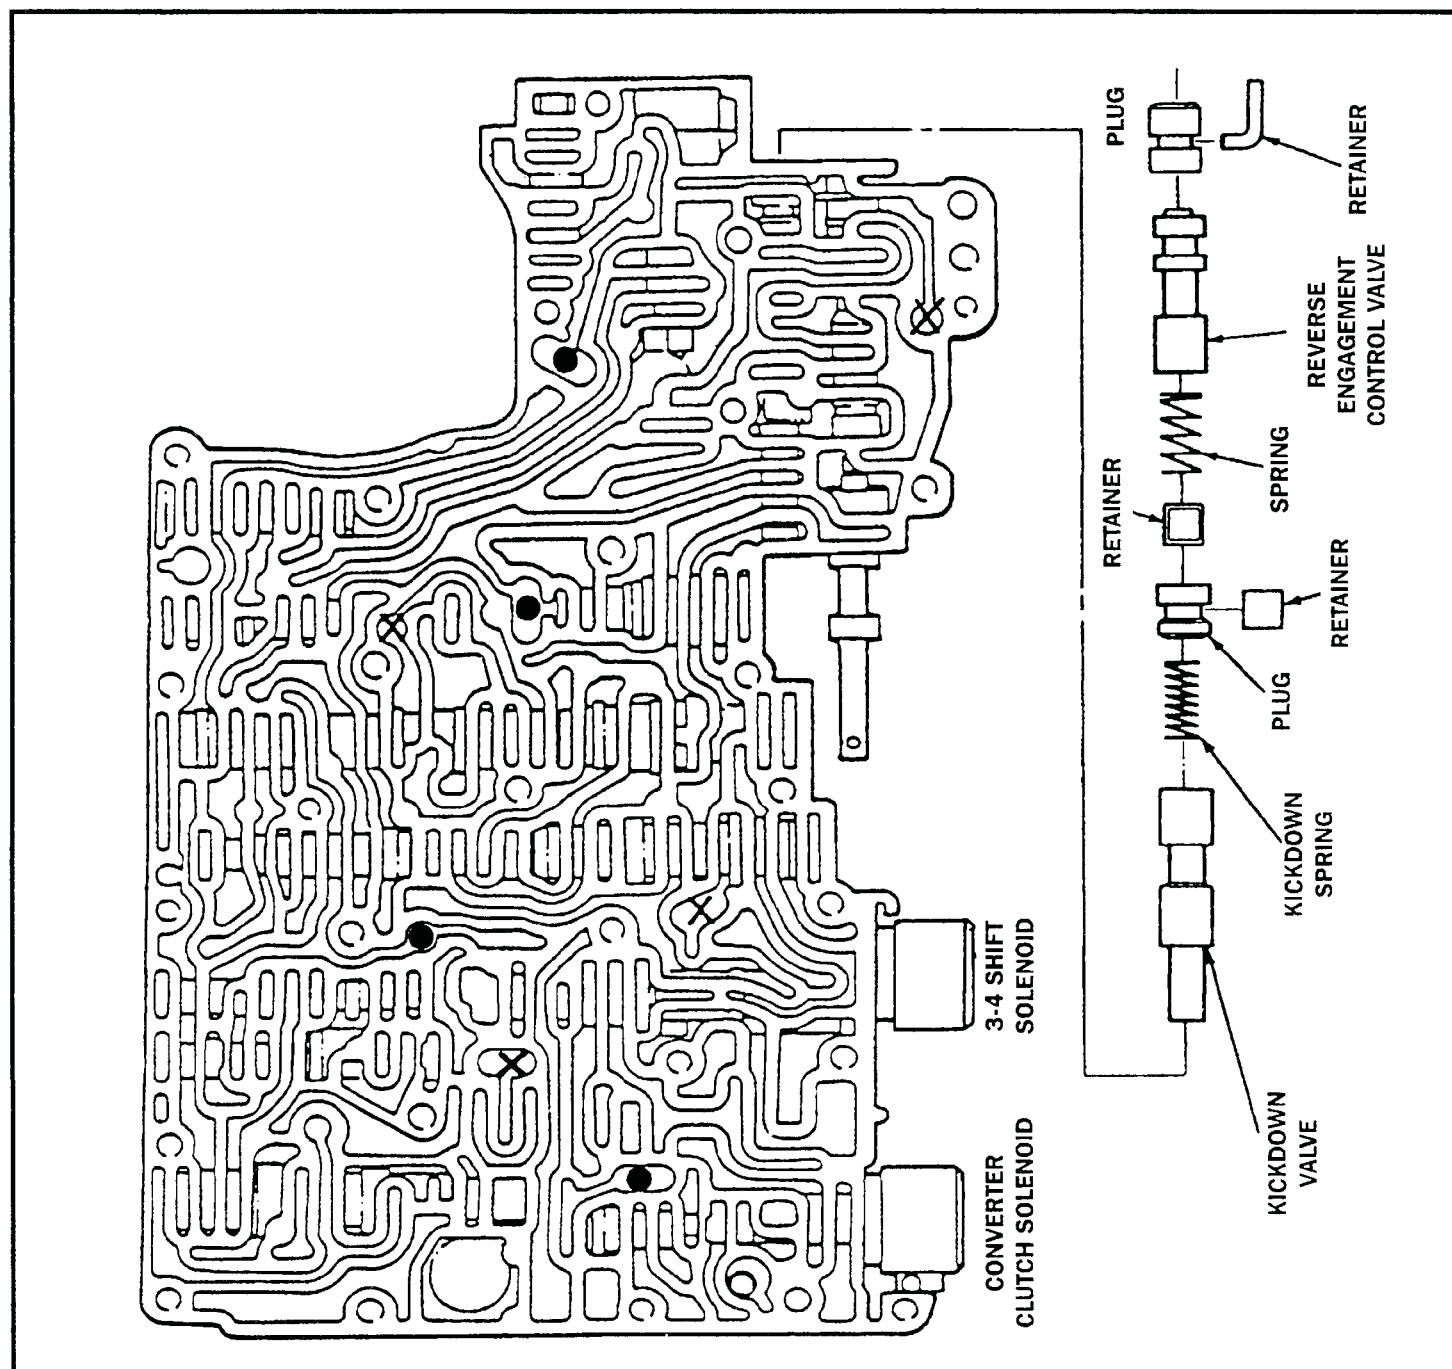 PLUG
RETAINER
REVERSE
ENGAGEMENT
CONTROL VALVE
SPRING
RETAINER
RETAINER
PLUG
KICKDOWN
SPRING
KICKDOWN
VALVE
3-4 SHIFT
SOLENOID
CONVERTER
CLUTCH SOLENOID